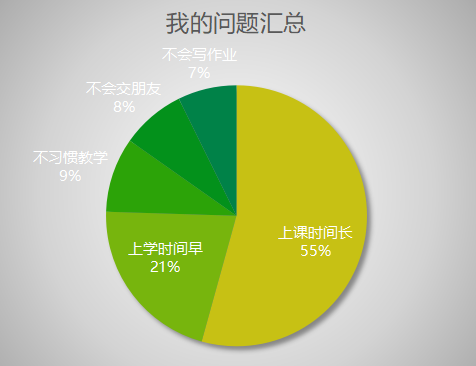 我的问题汇总
不会写作业
7%
不会交朋友
8%
不习惯教学
9%
上课时间长
55%
上学时间早
21%